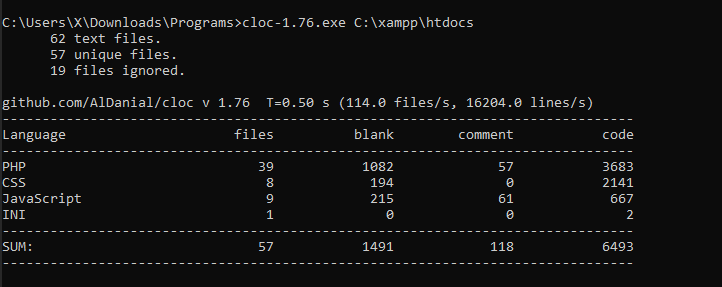 C:\Users\X\Downloads\Programs>cloc-1.76.exe C:\xampp\htdocs
      62 text files.
      57 unique files.
      19 files ignored.

github.com/AlDanial/cloc v 1.76  T=0.50 s (114.0 files/s, 16204.0 lines/s)
-------------------------------------------------------------------------------
Language                     files          blank        comment           code
-------------------------------------------------------------------------------
PHP                             39           1082             57           3683
CSS                              8            194              0           2141
JavaScript                       9            215             61            667
INI                              1              0              0              2
-------------------------------------------------------------------------------
SUM:                            57           1491            118           6493
-------------------------------------------------------------------------------